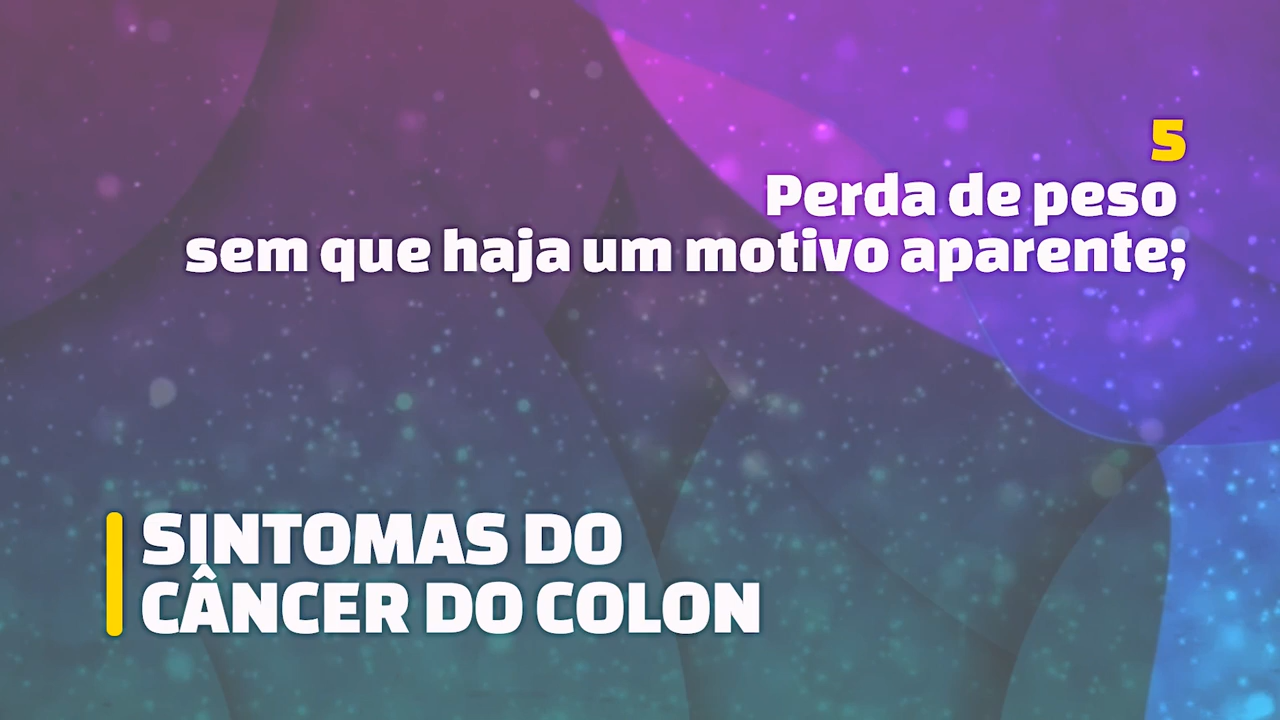 5
Perda de peso
sem que haja um motivo aparente;
SINTOMAS DO
CÂNCER DO COLON